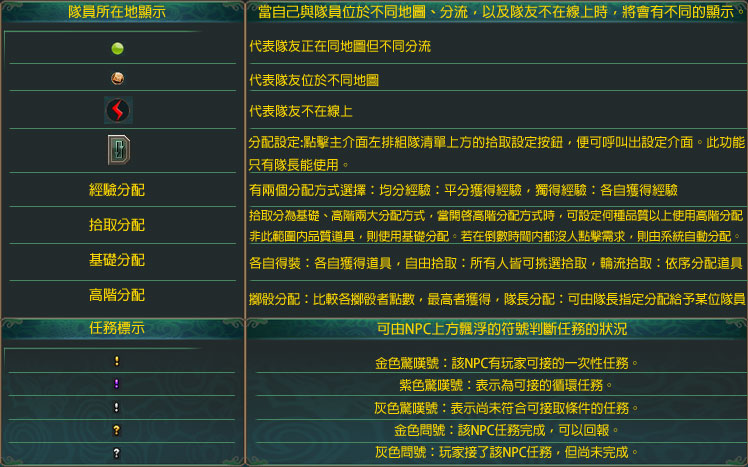 隊員所在地顯示
當自己與隊員位於不同地圖、分流，以及隊友不在線上時，將會有不同的顯示。
代表隊友正在同地圖但不同分流
代表隊友位於不同地圖
代表隊友不在線上
分配設定:點擊主介面左排組隊清單上方的拾取設定按鈕，便可呼叫出設定介面。此功能
只有隊長能使用。
經驗分配
有兩個分配方式選擇：均分經驗：平分獲得經驗，獨得經驗：各自獲得經驗
拾取分配
拾取分為基礎、高階兩大分配方式，當開啓高階分配方式時，可設定何種品質以上使用高階分配
非此範圍內品質道具，則使用基礎分配。若在倒數時間內都沒人點擊需求，則由系統自動分配。
基礎分配
各自得裝：各自獲得道具，自由拾取：所有人皆可挑選拾取，輪流拾取：依序分配道具
高階分配
擲骰分配：比較各擲骰者點數，最高者獲得，隊長分配：可由隊長指定分配給予某位隊員
任務標示
可由NPC上方飄浮的符號判斷任務的狀況
!
金色驚嘆號：該NPC有玩家可接的一次性任務。
!
紫色驚嘆號：表示為可接的循環任務。
!
灰色驚嘆號：表示尚未符合可接取條件的任務。
?
金色問號：該NPC任務完成，可以回報。
?
灰色問號：玩家接了該NPC任務，但尚未完成。